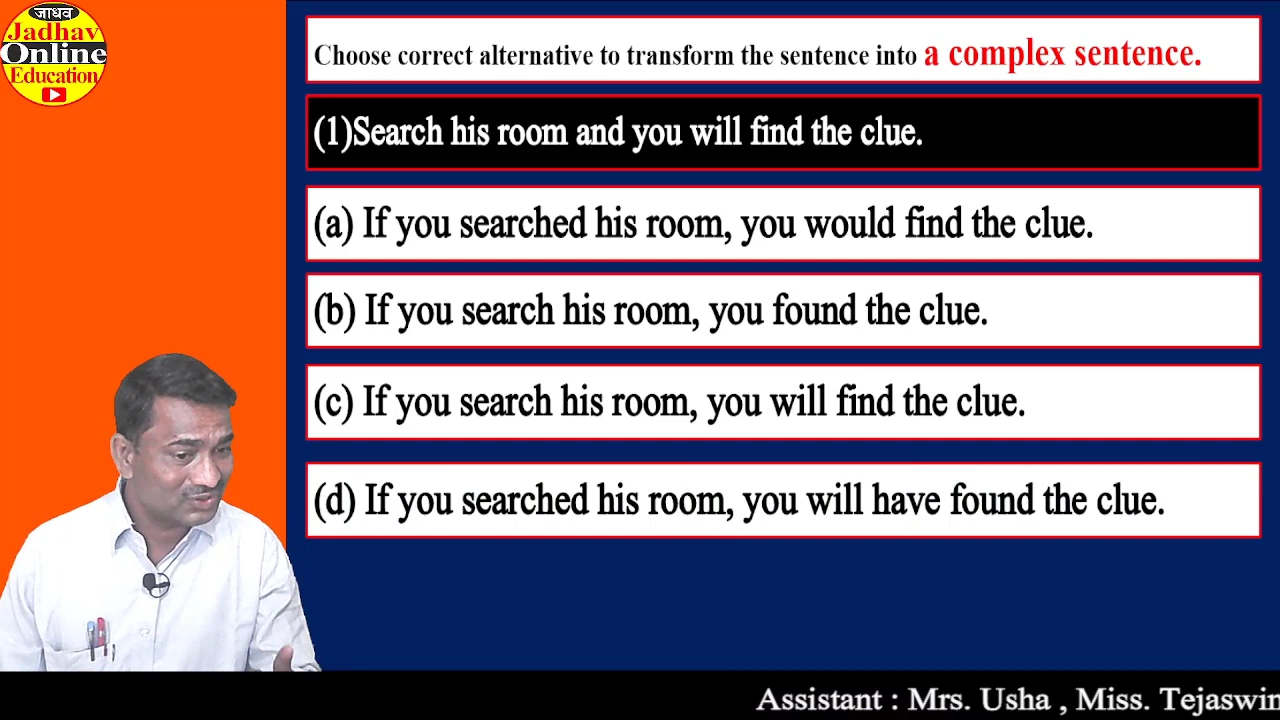 जाधव
Jadhav
Online
Education
Choose correct alternative to transform the sentence into a complex sentence.
(1)Search his room and you will find the clue.
(a) If you searched his room, you would find the clue.
(b) If you search his room, you found the clue.
(c) If you search his room, you will find the clue.
(d) If you searched his room, you will have found the clue.
Assistant : Mrs. Usha , Miss. Tejaswin